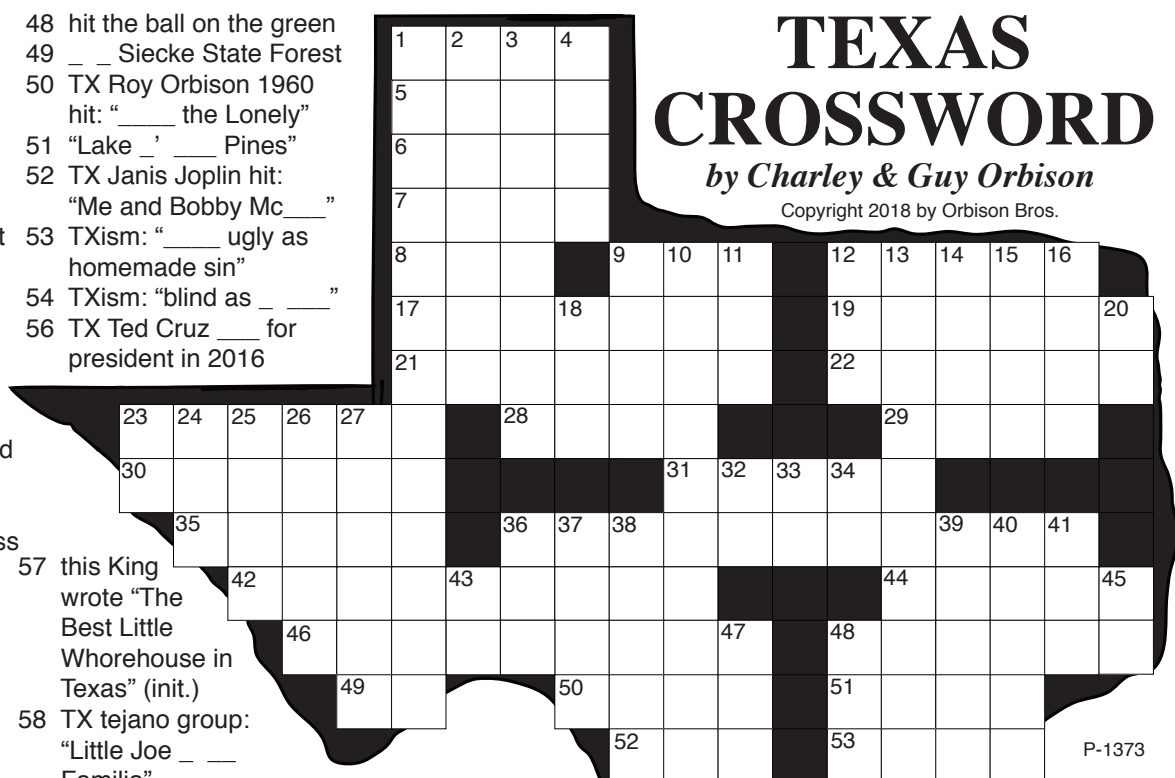 48 hit the ball on the green
49 _ _ Siecke State Forest
50 TX Roy Orbison 1960
hit: “____ the Lonely”
51 “Lake _’ ___ Pines”
52 TX Janis Joplin hit:
“Me and Bobby Mc___”
t 53 TXism: “____ ugly as
homemade sin”
54 TXism: “blind as _ ___”
56 TX Ted Cruz ___ for
president in 2016
d
ss
57 this King
wrote “The
Best Little
Whorehouse in
Texas” (init.)
58 TX tejano group:
“Little Joe _ __
Familia”
TEXAS
CROSSWORD
by Charley & Guy Orbison
Copyright 2018 by Orbison Bros.
1 2 3 4
5
6
7
8 9 10 11 12 13 14 15 16
17 18 19 20
21 22
23 24 25 26 27 28 29
30 31 32 33 34
35 36 37 38 39 40 41
42 43 44 45
46 47 48
49 50 51
52 53
P-1373